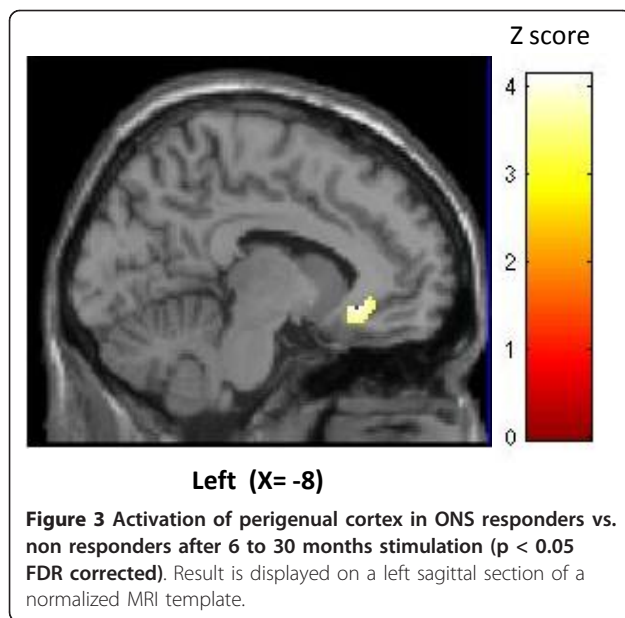 Z score
4
3
2
1
0
Left (X= -8)
Figure 3 Activation of perigenual cortex in ONS responders vs.
non responders after 6 to 30 months stimulation (p < 0.05
FDR corrected). Result is displayed on a left sagittal section of a
normalized MRI template.